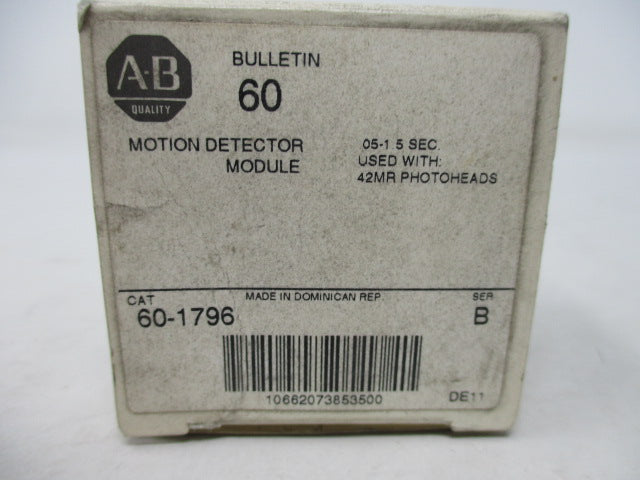 A-B
QUALITY
BULLETIN
60
MOTION DETECTOR
MODULE
.05-1.5 SEC.
USED WITH:
42MR PHOTOHEADS
CAT
60-1796
MADE IN DOMINICAN REP.
SER
B
10662073853500
DE11